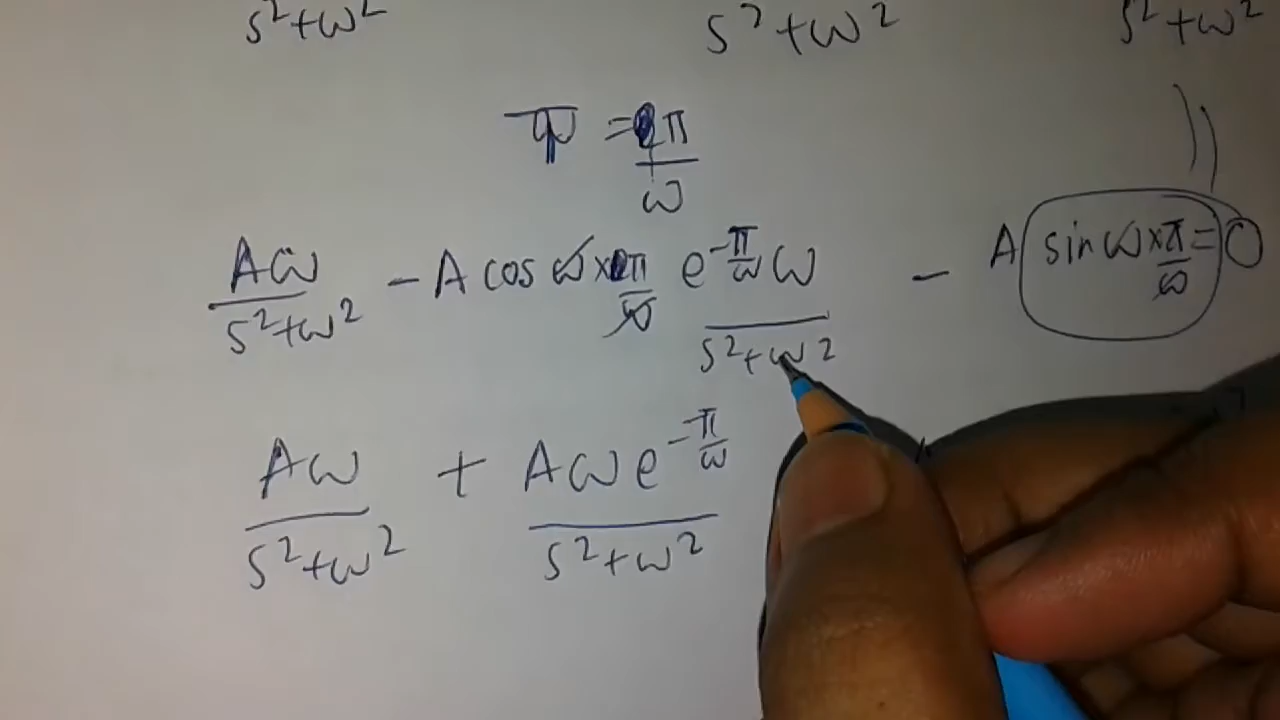 s²+ω² s²+ω² s²+ω²
T = π/ω
Aω/s²+ω² - A cos ω×π/ω e^-π/ω ω/s²+ω² - A sin ω×π/ω = 0
Aω/s²+ω² + Aωe^-π/ω/s²+ω²